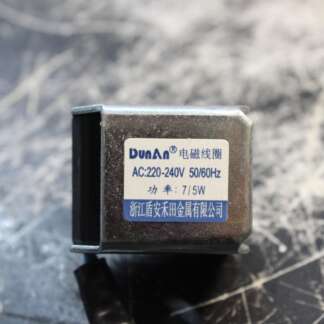 DunAn® 电磁线圈
AC:220-240V 50/60Hz
功率: 7/5W
浙江盾安禾田金属有限公司